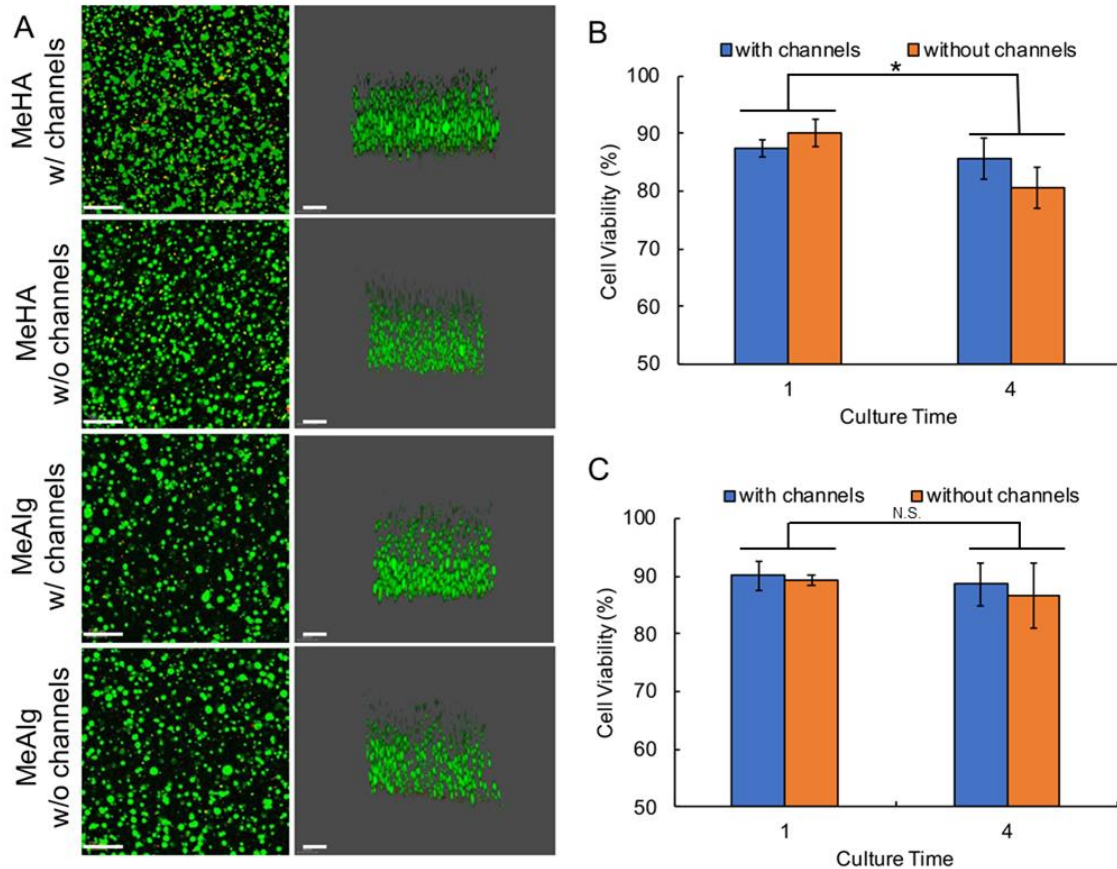 A
MeHA
w/ channels
MeHA
w/o channels
MeAlg
w/ channels
MeAlg
w/o channels
B
with channels without channels
*
100
90
80
70
60
50
Cell Viability (%)
1 4
Culture Time
C
with channels without channels
N.S.
100
90
80
70
60
50
Cell Viability (%)
1 4
Culture Time